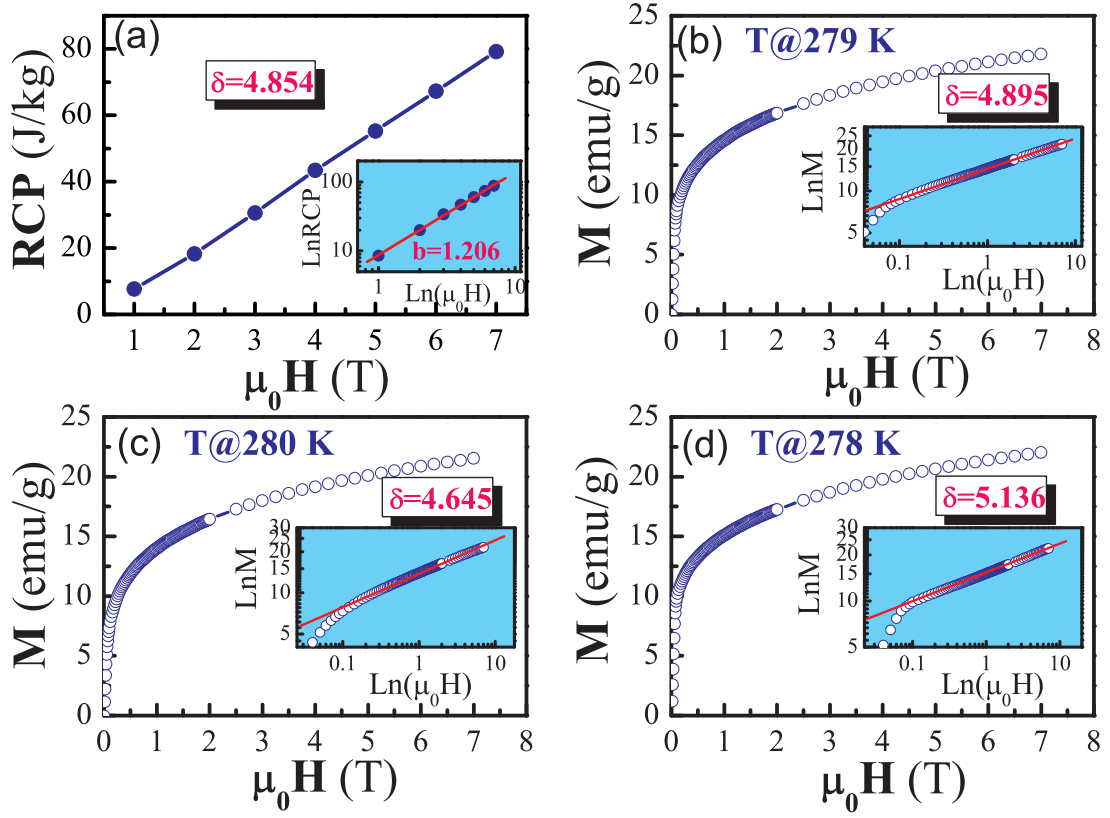 (a)
δ=4.854
RCP (J/kg)
80
60
40
20
0
1 2 3 4 5 6 7
μ₀H (T)
LnRCP
100
10
b=1.206
1 10
Ln(μ₀H)
(b) T@279 K
δ=4.895
M (emu/g)
25
20
15
10
5
0
0 1 2 3 4 5 6 7 8
μ₀H (T)
LnM
25
20
15
10
5
0.1 1 10
Ln(μ₀H)
(c) T@280 K
δ=4.645
M (emu/g)
25
20
15
10
5
0
0 1 2 3 4 5 6 7 8
μ₀H (T)
LnM
30
25
20
15
10
5
0.1 1 10
Ln(μ₀H)
(d) T@278 K
δ=5.136
M (emu/g)
25
20
15
10
5
0
0 1 2 3 4 5 6 7 8
μ₀H (T)
LnM
30
25
20
15
10
5
0.1 1 10
Ln(μ₀H)